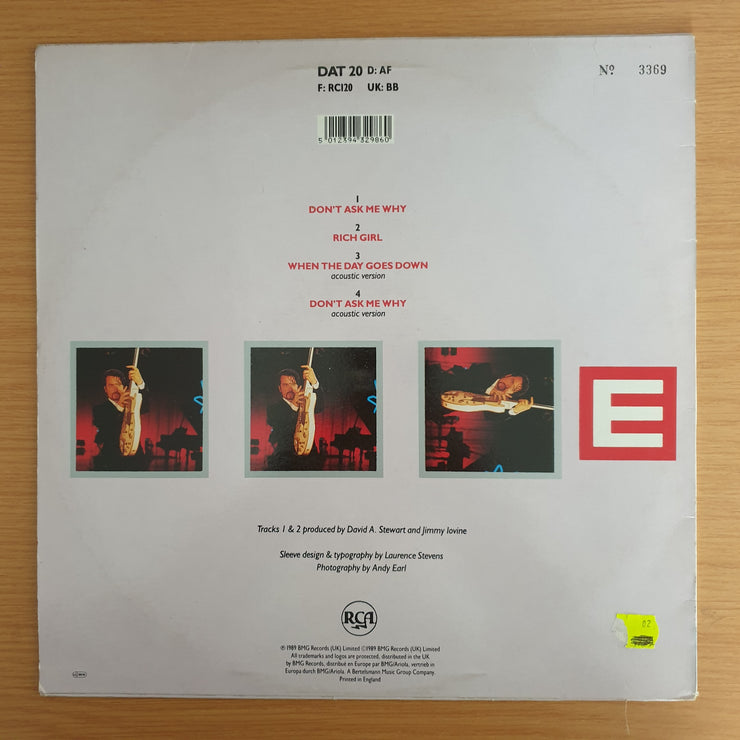 DAT 20 D: AF
F: RC120 UK: BB
Nº 3369
5 012394 329860
1
DON'T ASK ME WHY
2
RICH GIRL
3
WHEN THE DAY GOES DOWN
acoustic version
4
DON'T ASK ME WHY
acoustic version
E
Tracks 1 & 2 produced by David A. Stewart and Jimmy Iovine
Sleeve design & typography by Laurence Stevens
Photography by Andy Earl
RCA
℗ 1989 BMG Records (UK) Limited ©1989 BMG Records (UK) Limited
All trademarks and logos are protected, distributed in the UK
by BMG Records, distribué en Europe par BMG/Ariola, vertrieb in
Europa durch BMG/Ariola. A Bertelsmann Music Group Company.
Printed in England
02